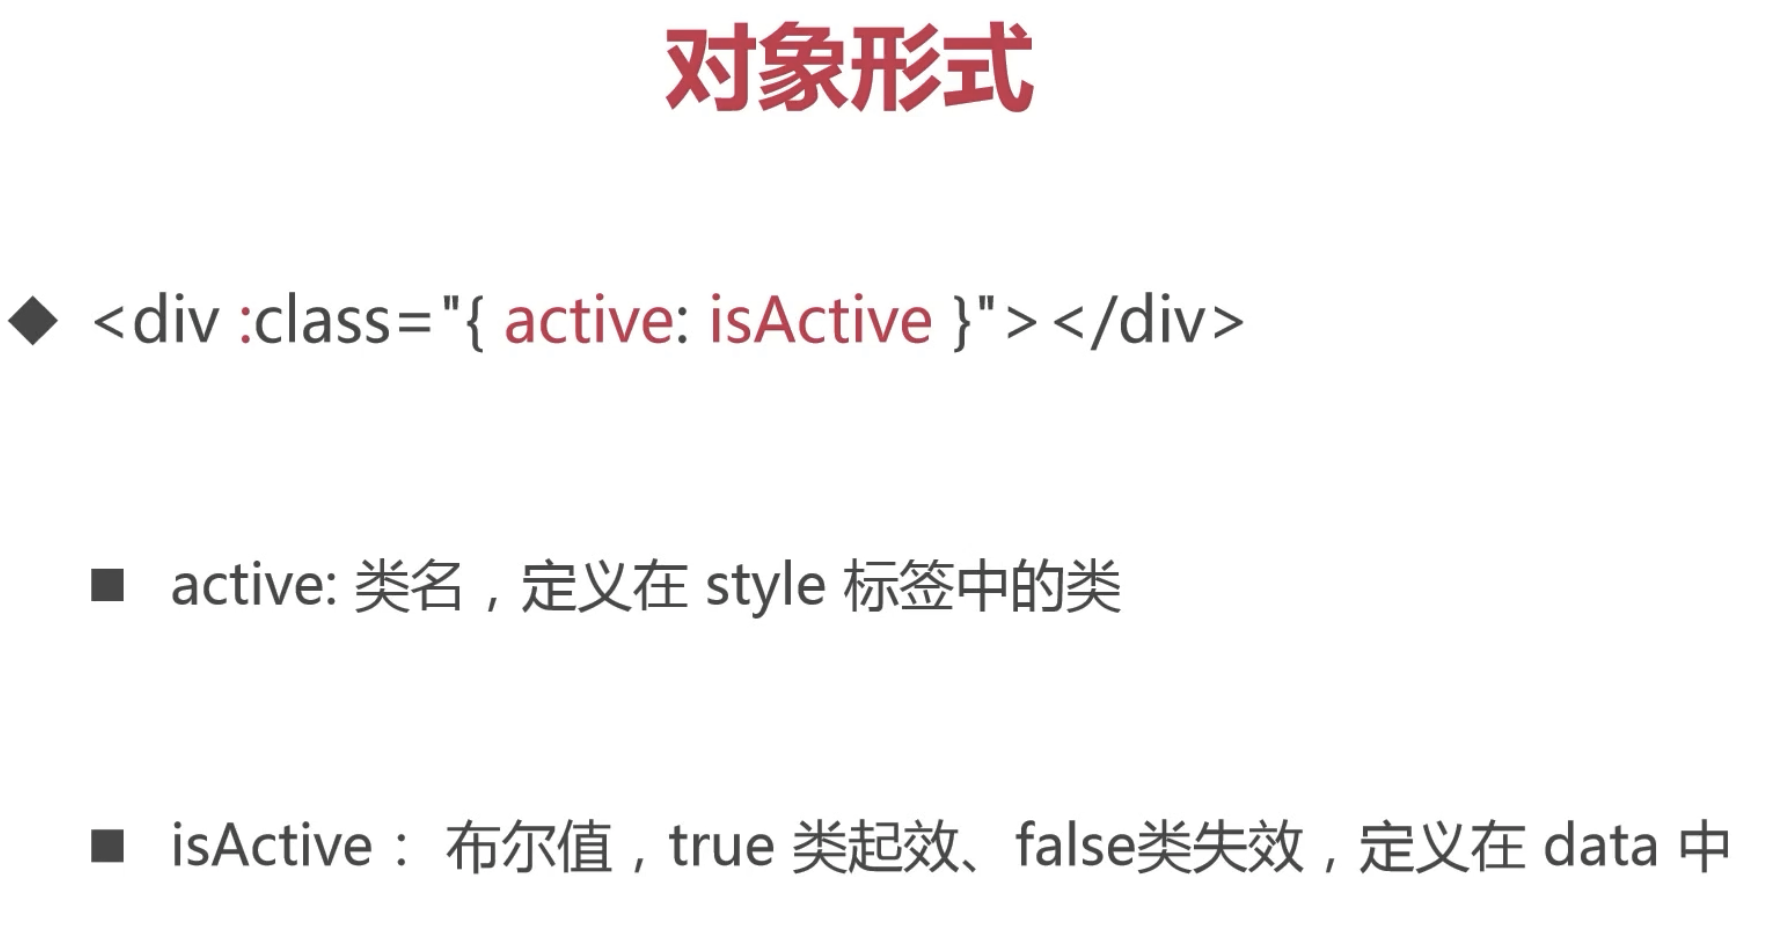 对象形式
◆ <div :class="{ active: isActive }"></div>
■ active: 类名，定义在 style 标签中的类
■ isActive： 布尔值，true 类起效、false类失效，定义在 data 中